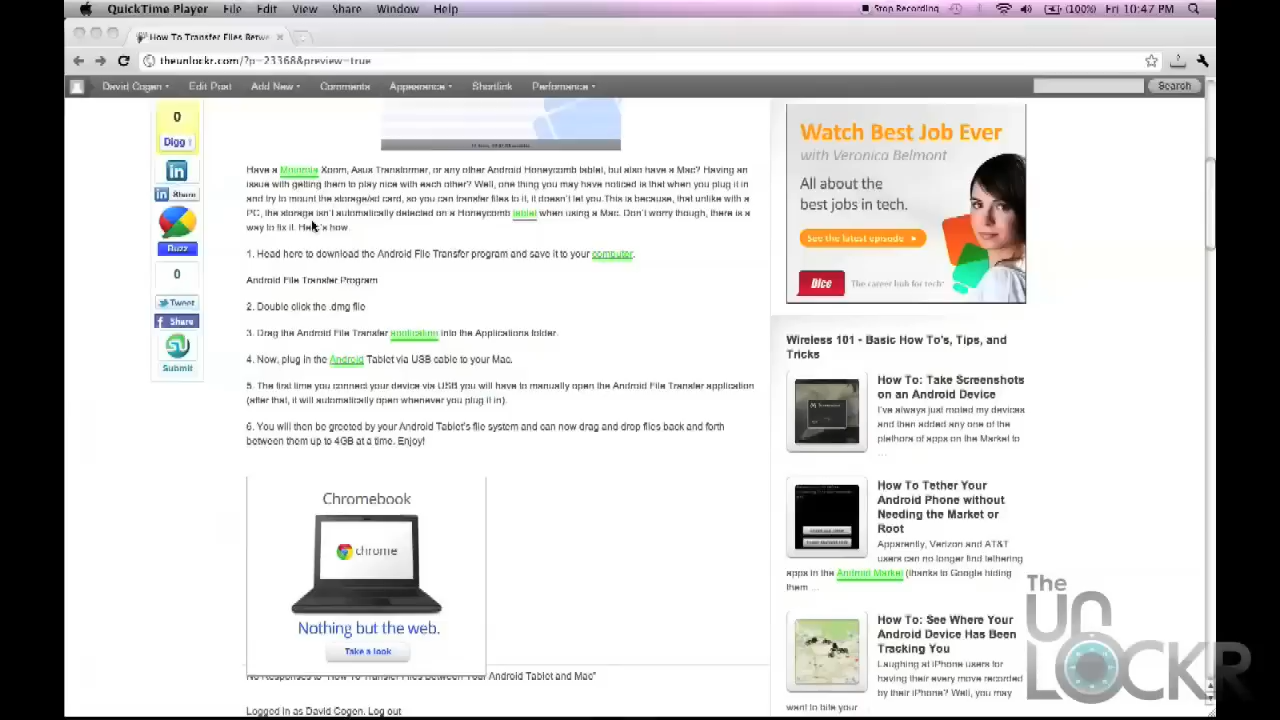 QuickTime Player File Edit View Share Window Help Stop Recording (100%) Fri 10:47 PM
How To Transfer Files Betwe
theunlockr.com/?p=23368&preview=true
David Cogen Edit Post Add New Comments Appearance Shortlink Performance Search
0
Digg
Share
Buzz
0
Tweet
Share
Submit
Have a Motorola Xoom, Asus Transformer, or any other Android Honeycomb tablet, but also have a Mac? Having an
issue with getting them to play nice with each other? Well, one thing you may have noticed is that when you plug it in
and try to mount the storage/sd card, so you can transfer files to it, it doesn't let you.This is because, that unlike with a
PC, the storage isn't automatically detected on a Honeycomb tablet when using a Mac. Don't worry though, there is a
way to fix it. Here's how.
1. Head here to download the Android File Transfer program and save it to your computer.
Android File Transfer Program
2. Double click the .dmg file
3. Drag the Android File Transfer application into the Applications folder.
4. Now, plug in the Android Tablet via USB cable to your Mac.
5. The first time you connect your device via USB you will have to manually open the Android File Transfer application
(after that, it will automatically open whenever you plug it in).
6. You will then be greeted by your Android Tablet's file system and can now drag and drop files back and forth
between them up to 4GB at a time. Enjoy!
Chromebook
chrome
Nothing but the web.
Take a look
No Responses to "How To Transfer Files Between Your Android Tablet and Mac"
Logged in as David Cogen. Log out
Watch Best Job Ever
with Veronica Belmont
All about the
best jobs in tech.
See the latest episode
Dice The career hub for tech
Wireless 101 - Basic How To's, Tips, and
Tricks
How To: Take Screenshots
on an Android Device
I've always just rooted my devices
and then added any one of the
plethora of apps on the Market to
...
How To Tether Your
Android Phone without
Needing the Market or
Root
Apparently, Verizon and AT&T
users can no longer find tethering
apps in the Android Market (thanks to Google hiding
them ...
How To: See Where Your
Android Device Has Been
Tracking You
Laughing at iPhone users for
having their every move recorded
by their iPhone? Well, you may
want to bite your
The
UN
LOCKR